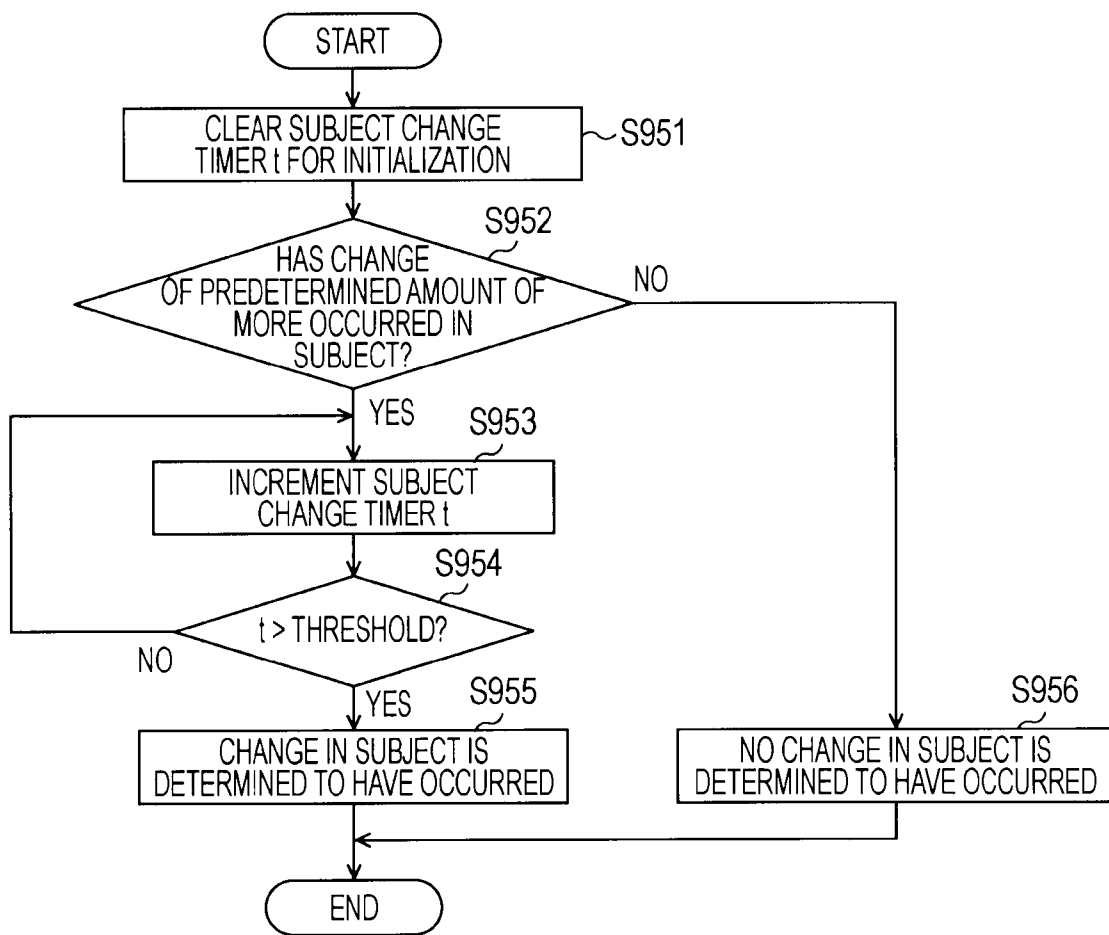 START
CLEAR SUBJECT CHANGE
TIMER t FOR INITIALIZATION
S951
S952
HAS CHANGE
OF PREDETERMINED AMOUNT OF
MORE OCCURRED IN
SUBJECT?
NO
YES
S953
INCREMENT SUBJECT
CHANGE TIMER t
S954
t > THRESHOLD?
NO
YES
S955
CHANGE IN SUBJECT IS
DETERMINED TO HAVE OCCURRED
S956
NO CHANGE IN SUBJECT IS
DETERMINED TO HAVE OCCURRED
END